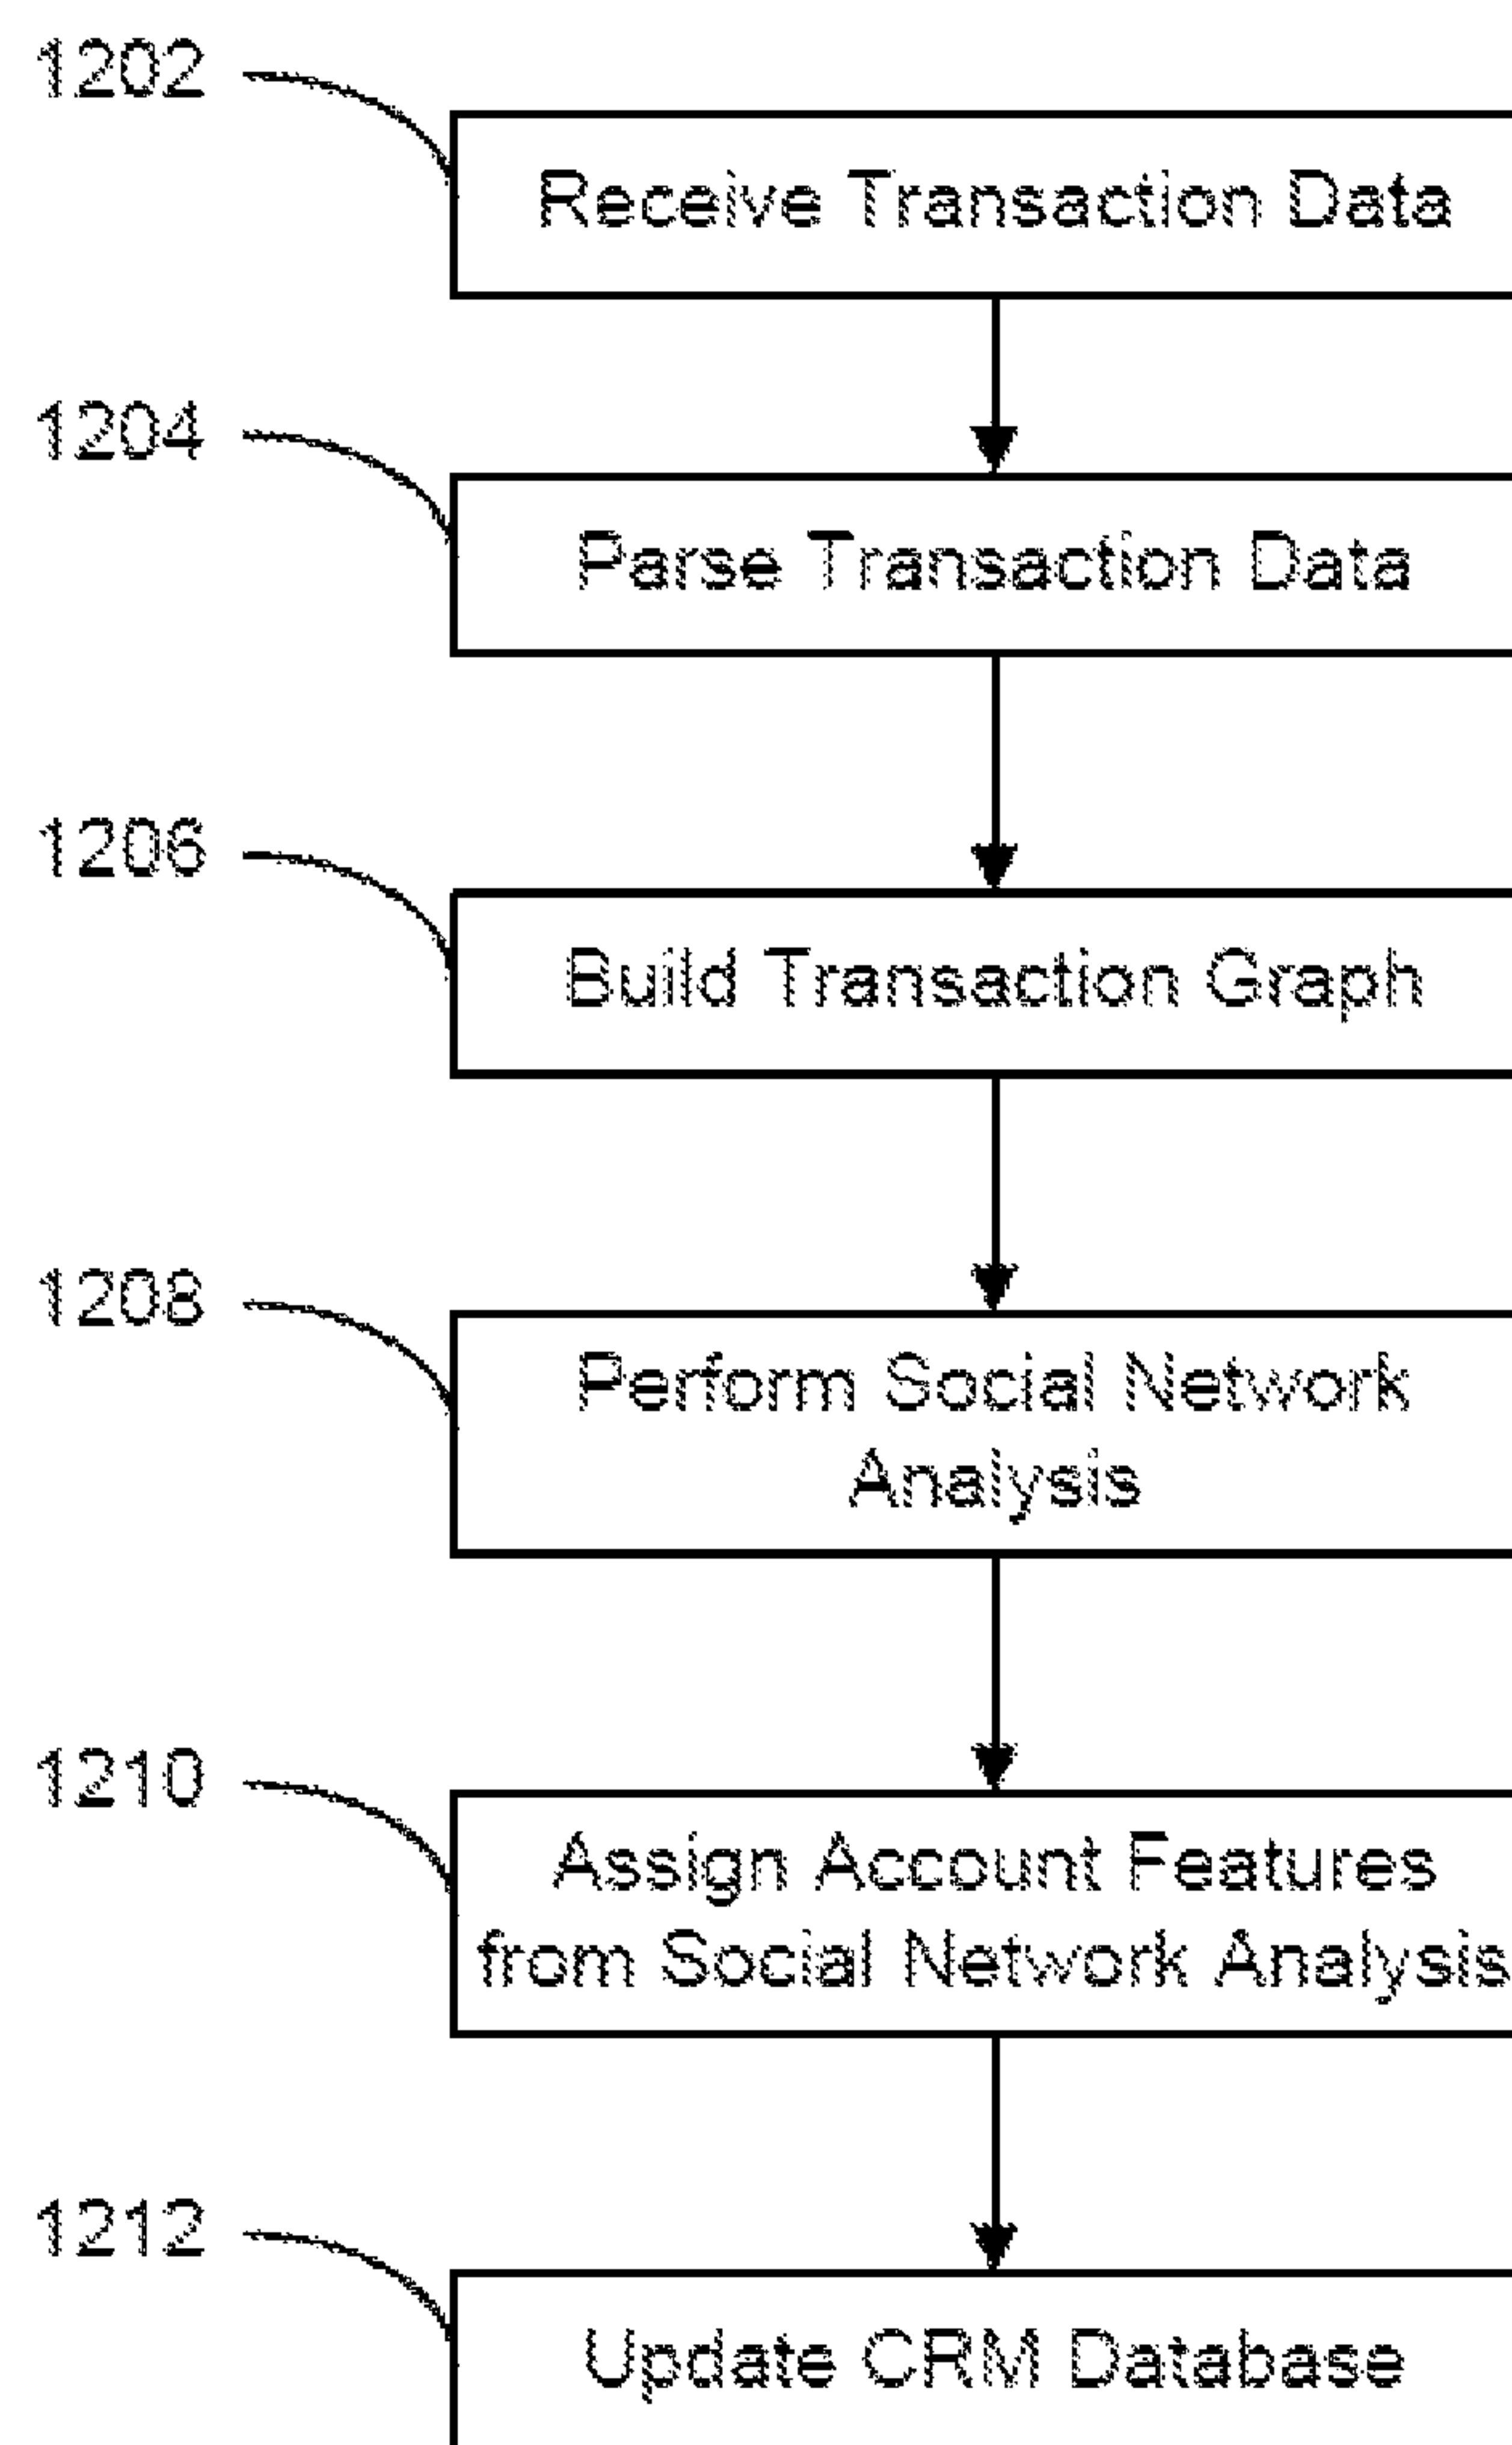 1202
Receive Transaction Data
1204
Parse Transaction Data
1206
Build Transaction Graph
1208
Perform Social Network
Analysis
1210
Assign Account Features
from Social Network Analysis
1212
Update CRM Database